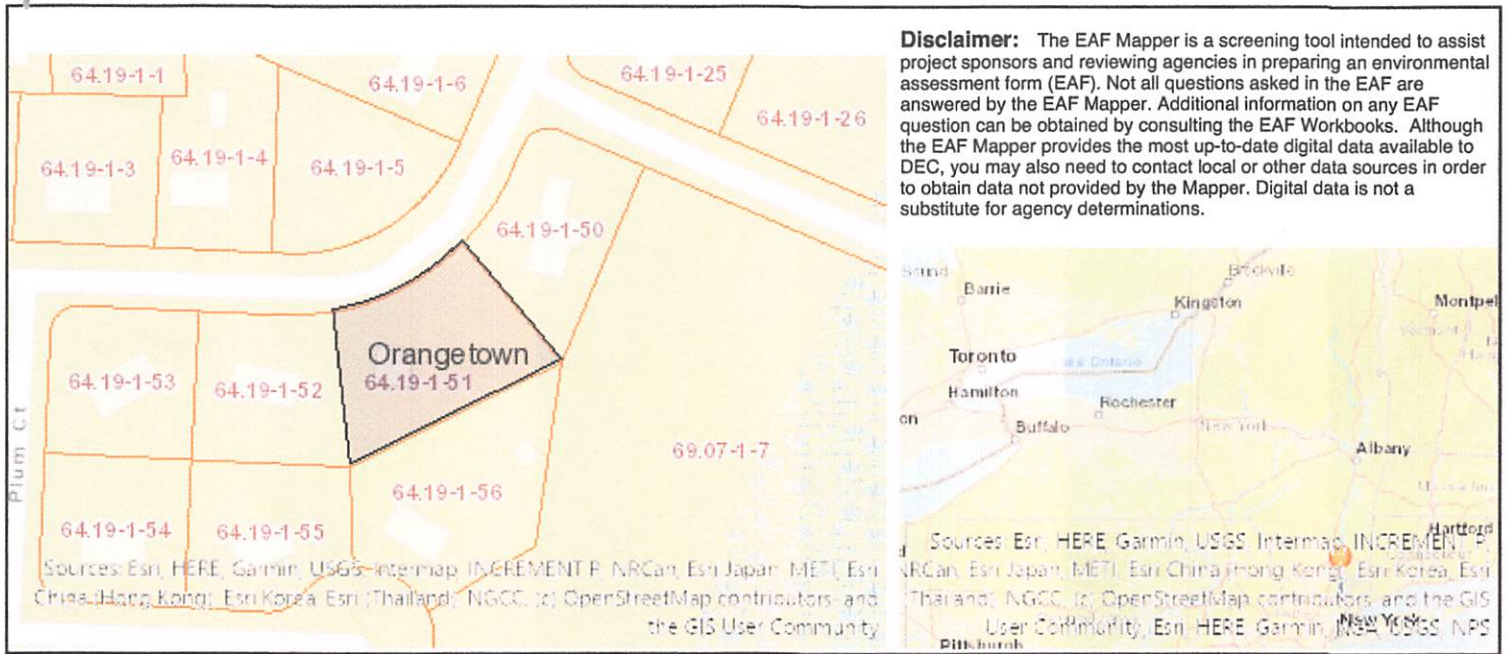 Disclaimer: The EAF Mapper is a screening tool intended to assist
project sponsors and reviewing agencies in preparing an environmental
assessment form (EAF). Not all questions asked in the EAF are
answered by the EAF Mapper. Additional information on any EAF
question can be obtained by consulting the EAF Workbooks. Although
the EAF Mapper provides the most up-to-date digital data available to
DEC, you may also need to contact local or other data sources in order
to obtain data not provided by the Mapper. Digital data is not a
substitute for agency determinations.
64.19-1-1
64.19-1-6
64.19-1-25
64.19-1-26
64.19-1-3
64.19-1-4
64.19-1-5
64.19-1-50
Orangetown
64.19-1-51
64.19-1-53
64.19-1-52
69.07-1-7
64.19-1-56
64.19-1-54
64.19-1-55
Plum Ct
Sources: Esri, HERE, Garmin, USGS, Intermap, INCREMENT P, NRCan, Esri Japan, METI, Esri
China (Hong Kong), Esri Korea, Esri (Thailand), NGCC, (c) OpenStreetMap contributors, and
the GIS User Community
Sound
Barrie
Brockville
Kingston
Montpel
Vermont
Toronto
Lake Ontario
Hamilton
Rochester
on
Buffalo
New York
Albany
Hartford
Sources: Esri, HERE, Garmin, USGS, Intermap, INCREMENT P,
NRCan, Esri Japan, METI, Esri China (Hong Kong), Esri Korea, Esri
(Thailand), NGCC, (c) OpenStreetMap contributors, and the GIS
User Community, Esri, HERE, Garmin, NGA, USGS, NPS
New York
Pittsburgh